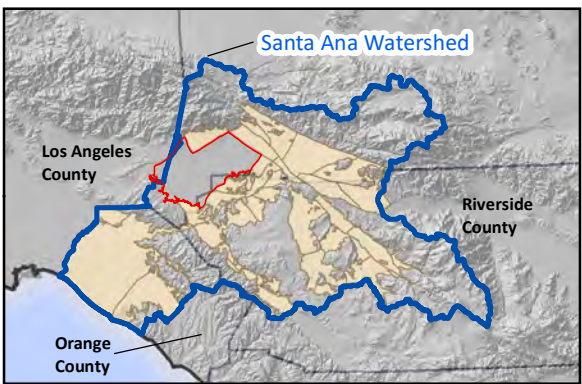 Santa Ana Watershed
Los Angeles
County
Riverside
County
Orange
County